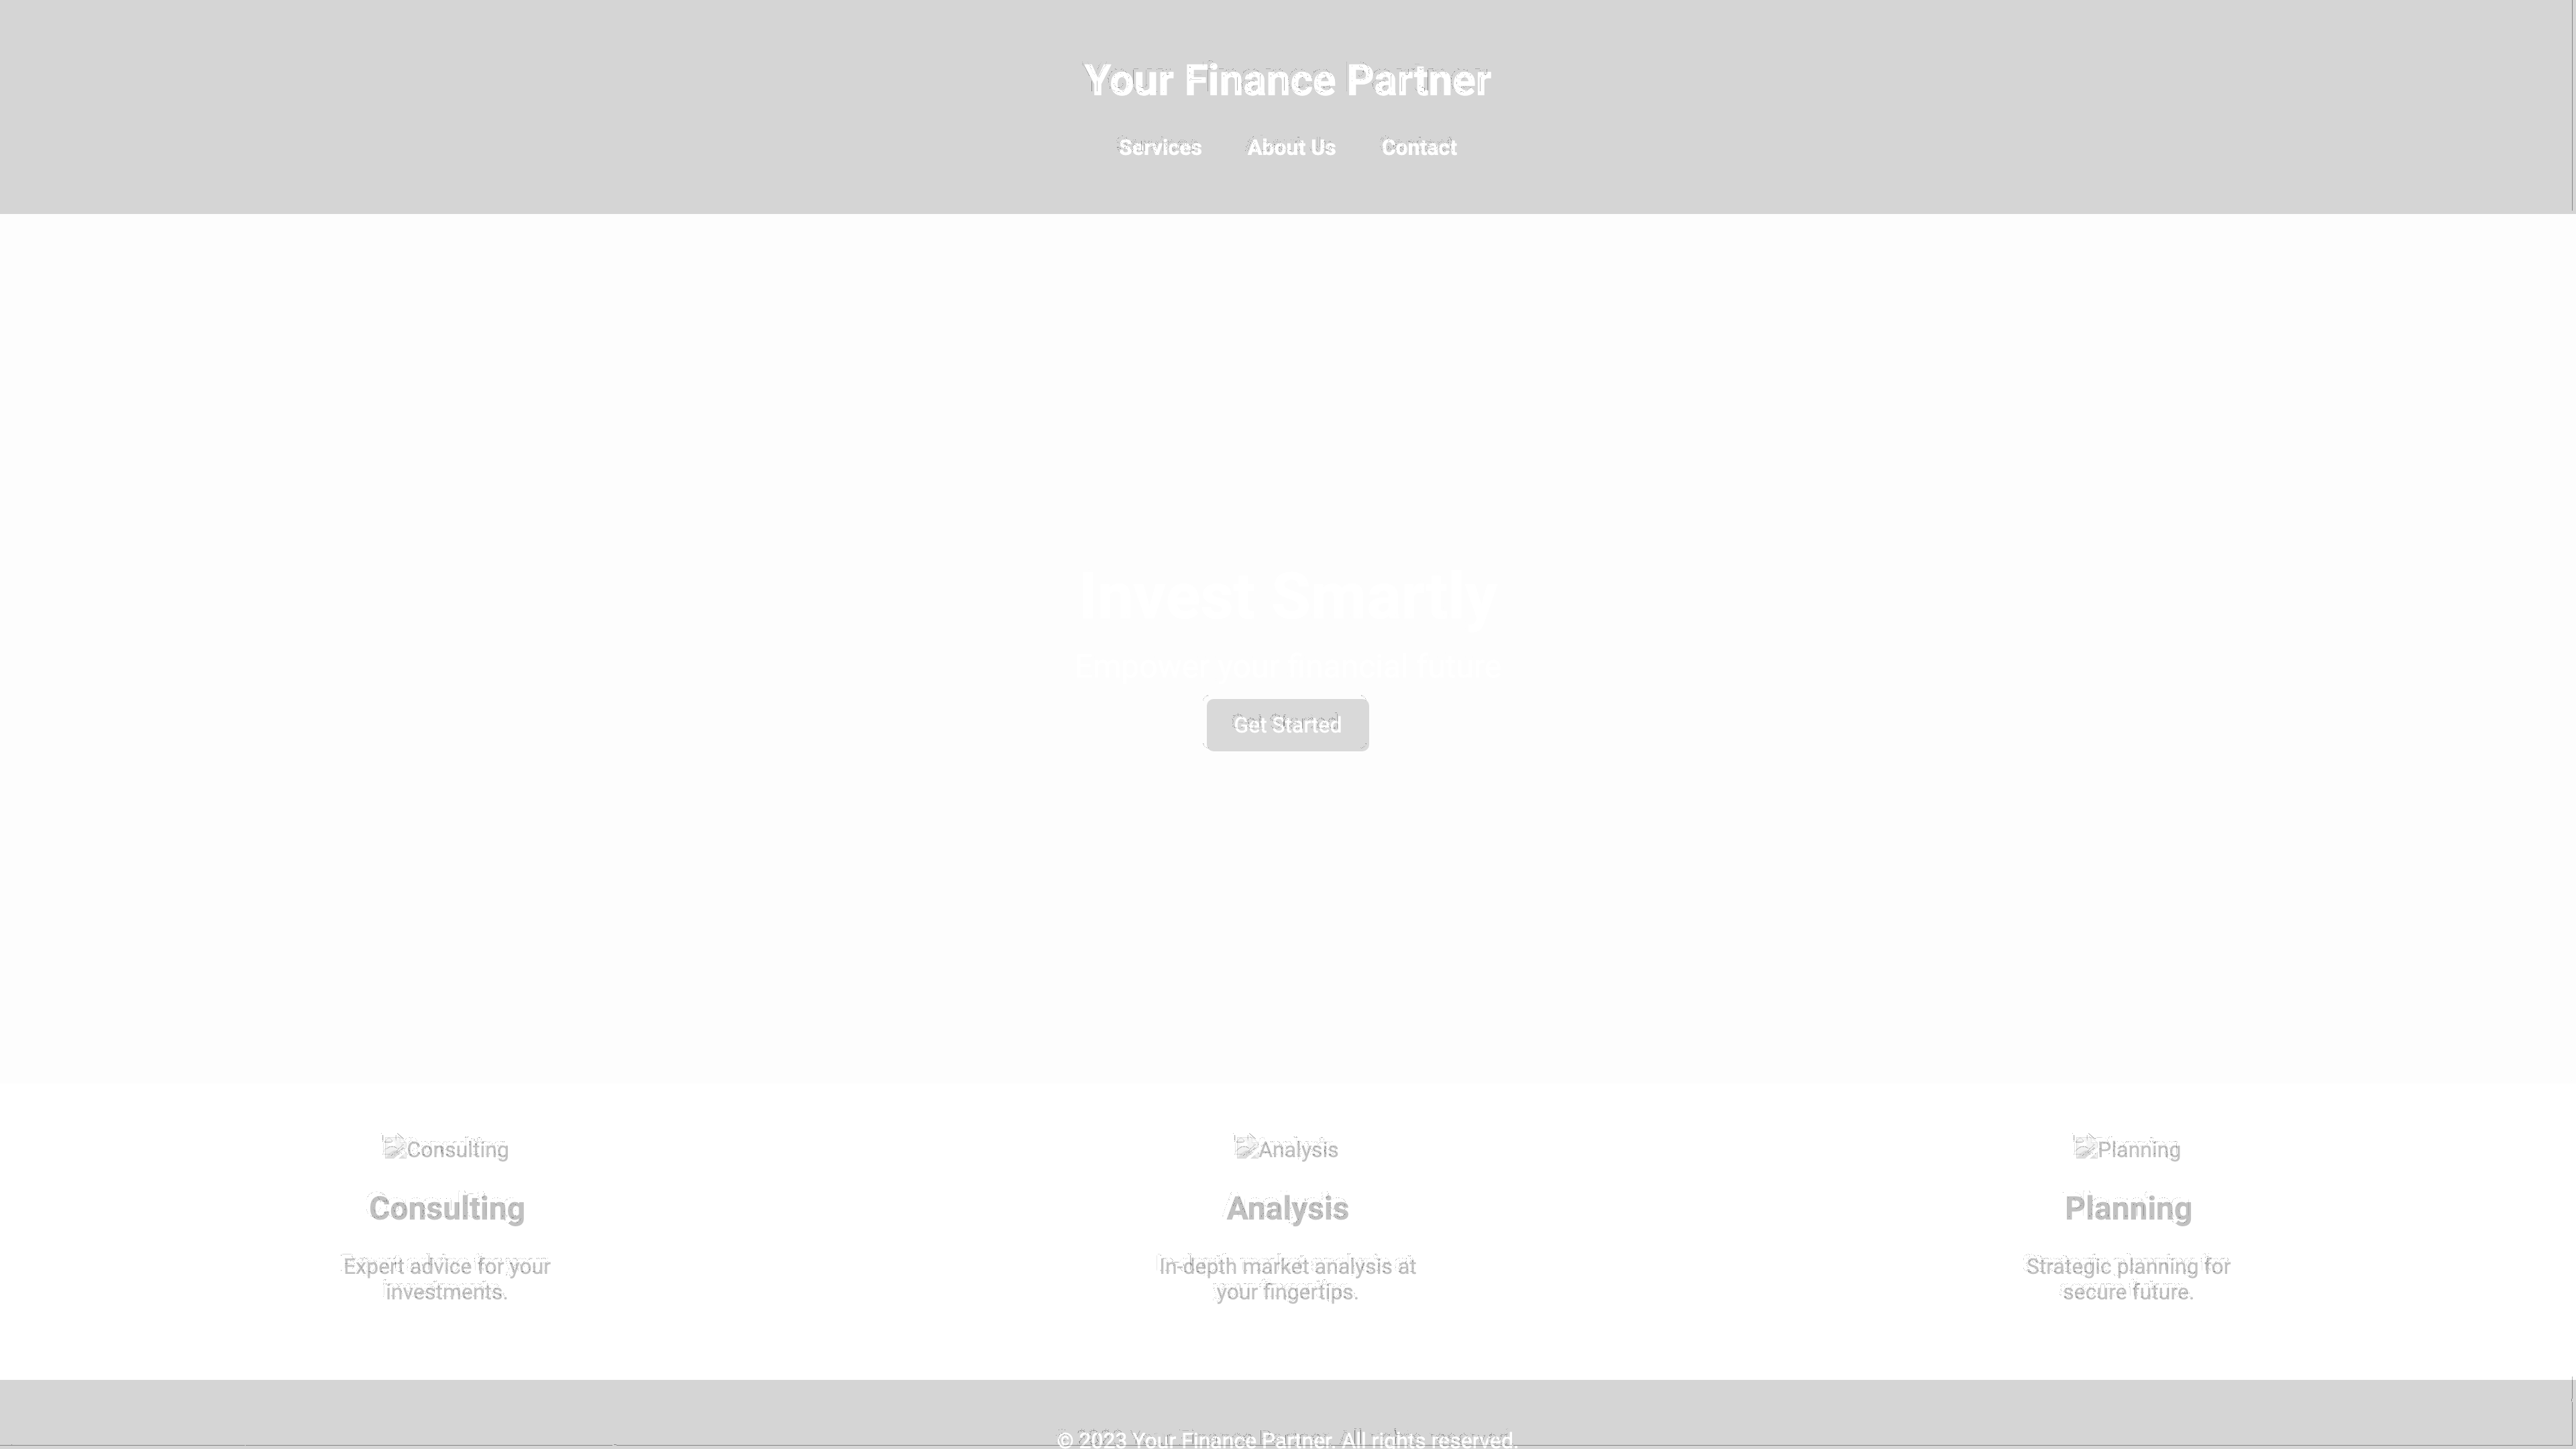 Your Finance Partner
Services About Us Contact
Invest Smartly
Empower your financial future
Get Started
Consulting Analysis Planning
Consulting Analysis Planning
Expert advice for your In-depth market analysis at Strategic planning for
investments. your fingertips. secure future.
© 2023 Your Finance Partner. All rights reserved.